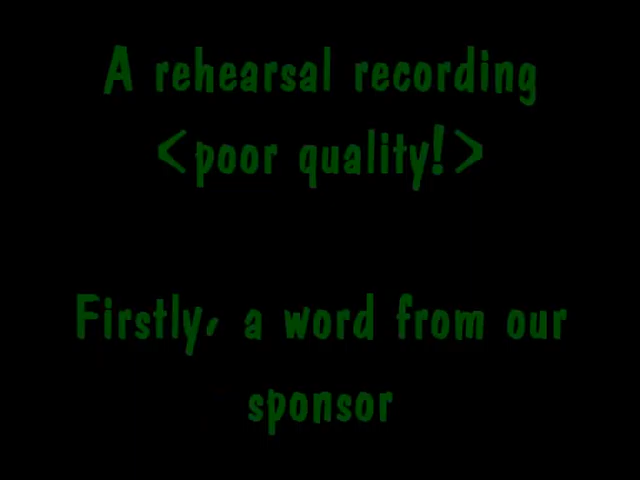 A rehearsal recording
<poor quality!>
Firstly, a word from our
sponsor